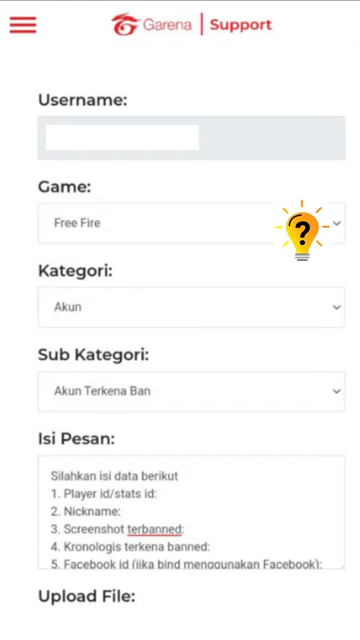 Garena | Support
Username:
Game:
Free Fire
?
Kategori:
Akun
Sub Kategori:
Akun Terkena Ban
Isi Pesan:
Silahkan isi data berikut
1. Player id/stats id:
2. Nickname:
3. Screenshot terbanned:
4. Kronologis terkena banned:
5. Facebook id (jika bind menggunakan Facebook):
Upload File: